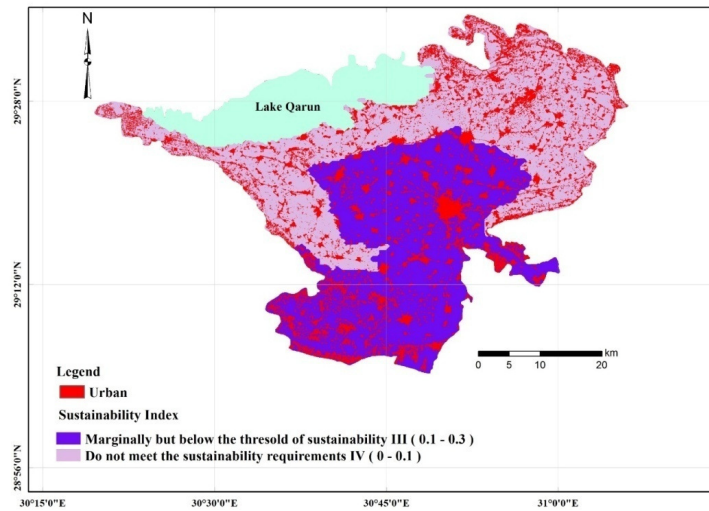 N
Lake Qarun
29°28'0"N
29°12'0"N
28°56'0"N
km
0 5 10 20
Legend
Urban
Sustainability Index
Marginally but below the thresold of sustainability III ( 0.1 - 0.3 )
Do not meet the sustainability requirements IV ( 0 - 0.1 )
30°15'0"E 30°30'0"E 30°45'0"E 31°0'0"E